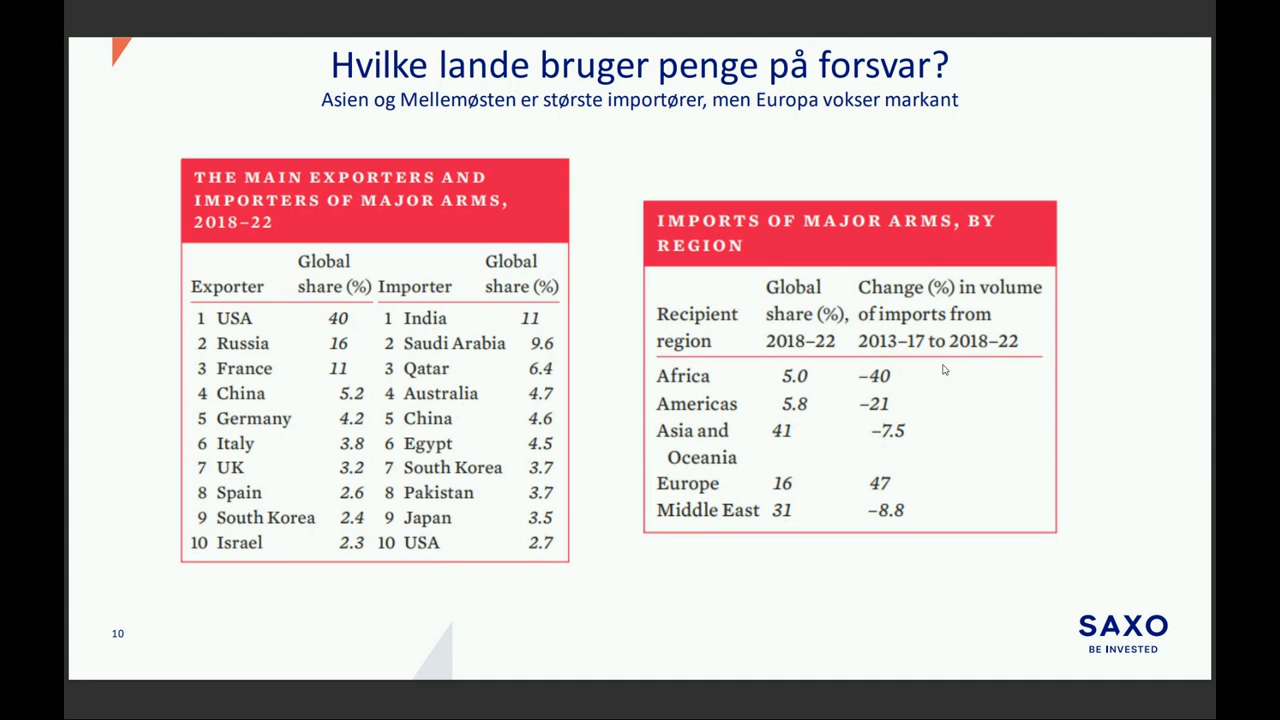 Hvilke lande bruger penge på forsvar?
Asien og Mellemøsten er største importører, men Europa vokser markant
THE MAIN EXPORTERS AND
IMPORTERS OF MAJOR ARMS,
2018–22
Global Global
Exporter share (%) Importer share (%)
1 USA 40 1 India 11
2 Russia 16 2 Saudi Arabia 9.6
3 France 11 3 Qatar 6.4
4 China 5.2 4 Australia 4.7
5 Germany 4.2 5 China 4.6
6 Italy 3.8 6 Egypt 4.5
7 UK 3.2 7 South Korea 3.7
8 Spain 2.6 8 Pakistan 3.7
9 South Korea 2.4 9 Japan 3.5
10 Israel 2.3 10 USA 2.7
IMPORTS OF MAJOR ARMS, BY
REGION
Global Change (%) in volume
Recipient share (%), of imports from
region 2018–22 2013–17 to 2018–22
Africa 5.0 –40
Americas 5.8 –21
Asia and 41 –7.5
Oceania
Europe 16 47
Middle East 31 –8.8
10
SAXO
BE INVESTED